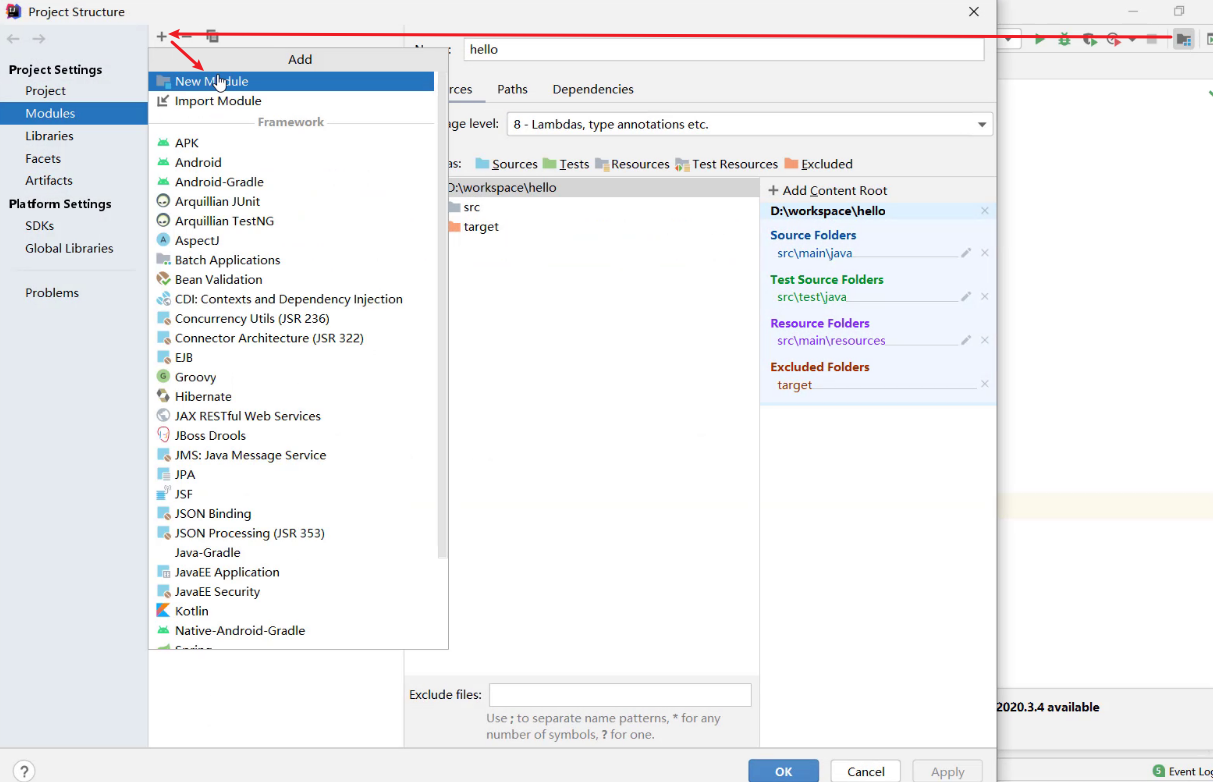 Project Structure
Project Settings
Project
Modules
Libraries
Facets
Artifacts
Platform Settings
SDKs
Global Libraries
Problems
Add
New Module
Import Module
Framework
APK
Android
Android-Gradle
Arquillian JUnit
Arquillian TestNG
AspectJ
Batch Applications
Bean Validation
CDI: Contexts and Dependency Injection
Concurrency Utils (JSR 236)
Connector Architecture (JSR 322)
EJB
Groovy
Hibernate
JAX RESTful Web Services
JBoss Drools
JMS: Java Message Service
JPA
JSF
JSON Binding
JSON Processing (JSR 353)
Java-Gradle
JavaEE Application
JavaEE Security
Kotlin
Native-Android-Gradle
Spring
hello
rces Paths Dependencies
ge level: 8 - Lambdas, type annotations etc.
as: Sources Tests Resources Test Resources Excluded
D:\workspace\hello
src
target
+ Add Content Root
D:\workspace\hello
Source Folders
src\main\java
Test Source Folders
src\test\java
Resource Folders
src\main\resources
Excluded Folders
target
Exclude files:
Use ; to separate name patterns, * for any
number of symbols, ? for one.
OK Cancel Apply
2020.3.4 available
5 Event Log